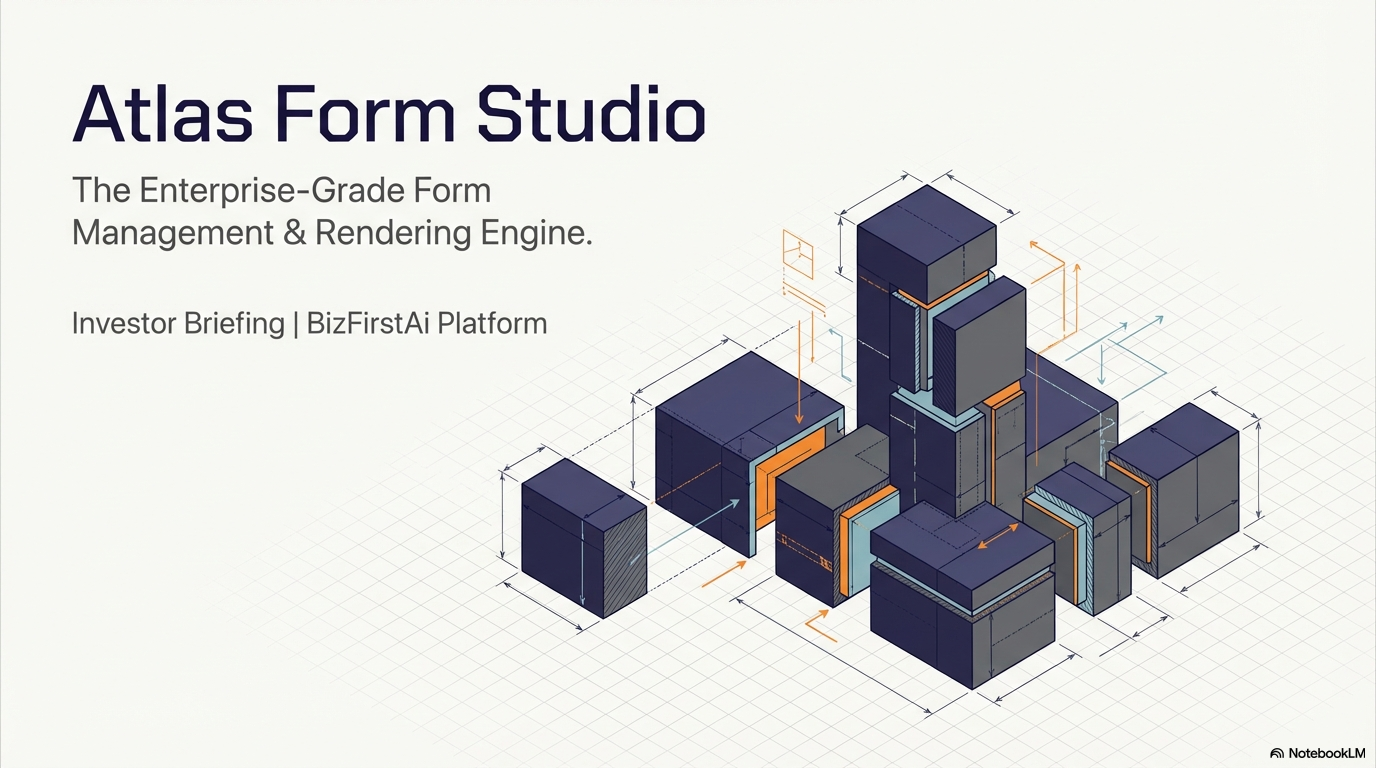 Atlas Form Studio
The Enterprise-Grade Form
Management & Rendering Engine.
Investor Briefing | BizFirstAi Platform
NotebookLM